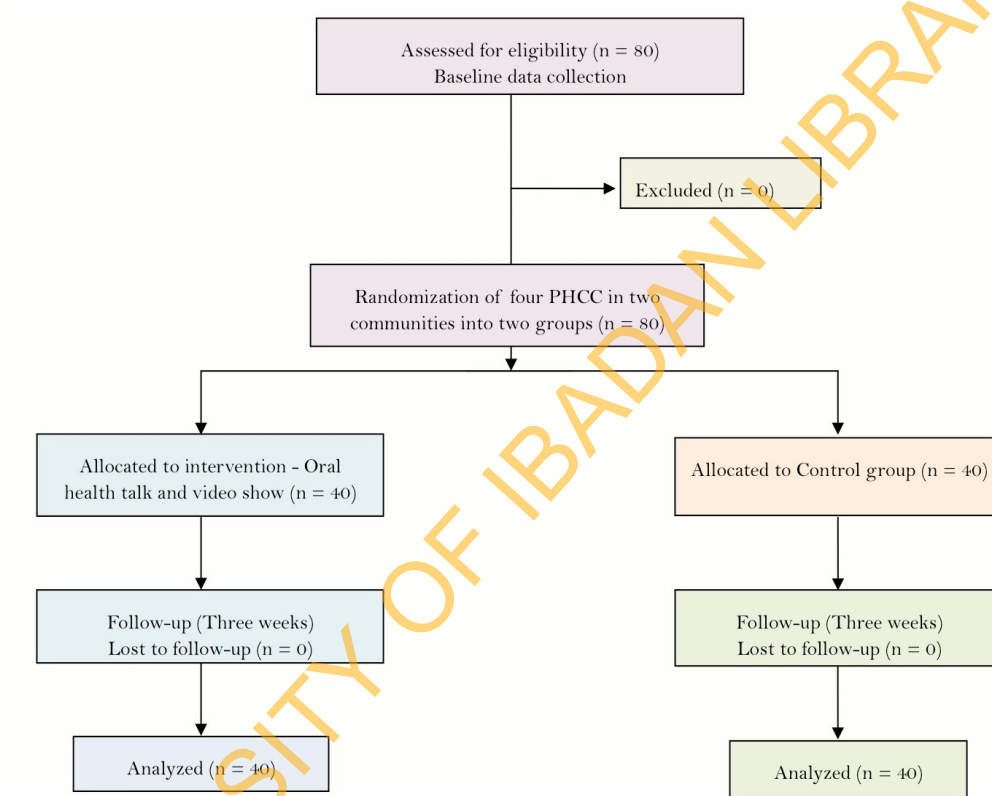 Assessed for eligibility (n = 80)
Baseline data collection
Excluded (n = 0)
Randomization of four PHCC in two
communities into two groups (n = 80)
Allocated to intervention - Oral
health talk and video show (n = 40)
Allocated to Control group (n = 40)
Follow-up (Three weeks)
Lost to follow-up (n = 0)
Follow-up (Three weeks)
Lost to follow-up (n = 0)
Analyzed (n = 40)
Analyzed (n = 40)
SITY OF IBADAN LIBRA